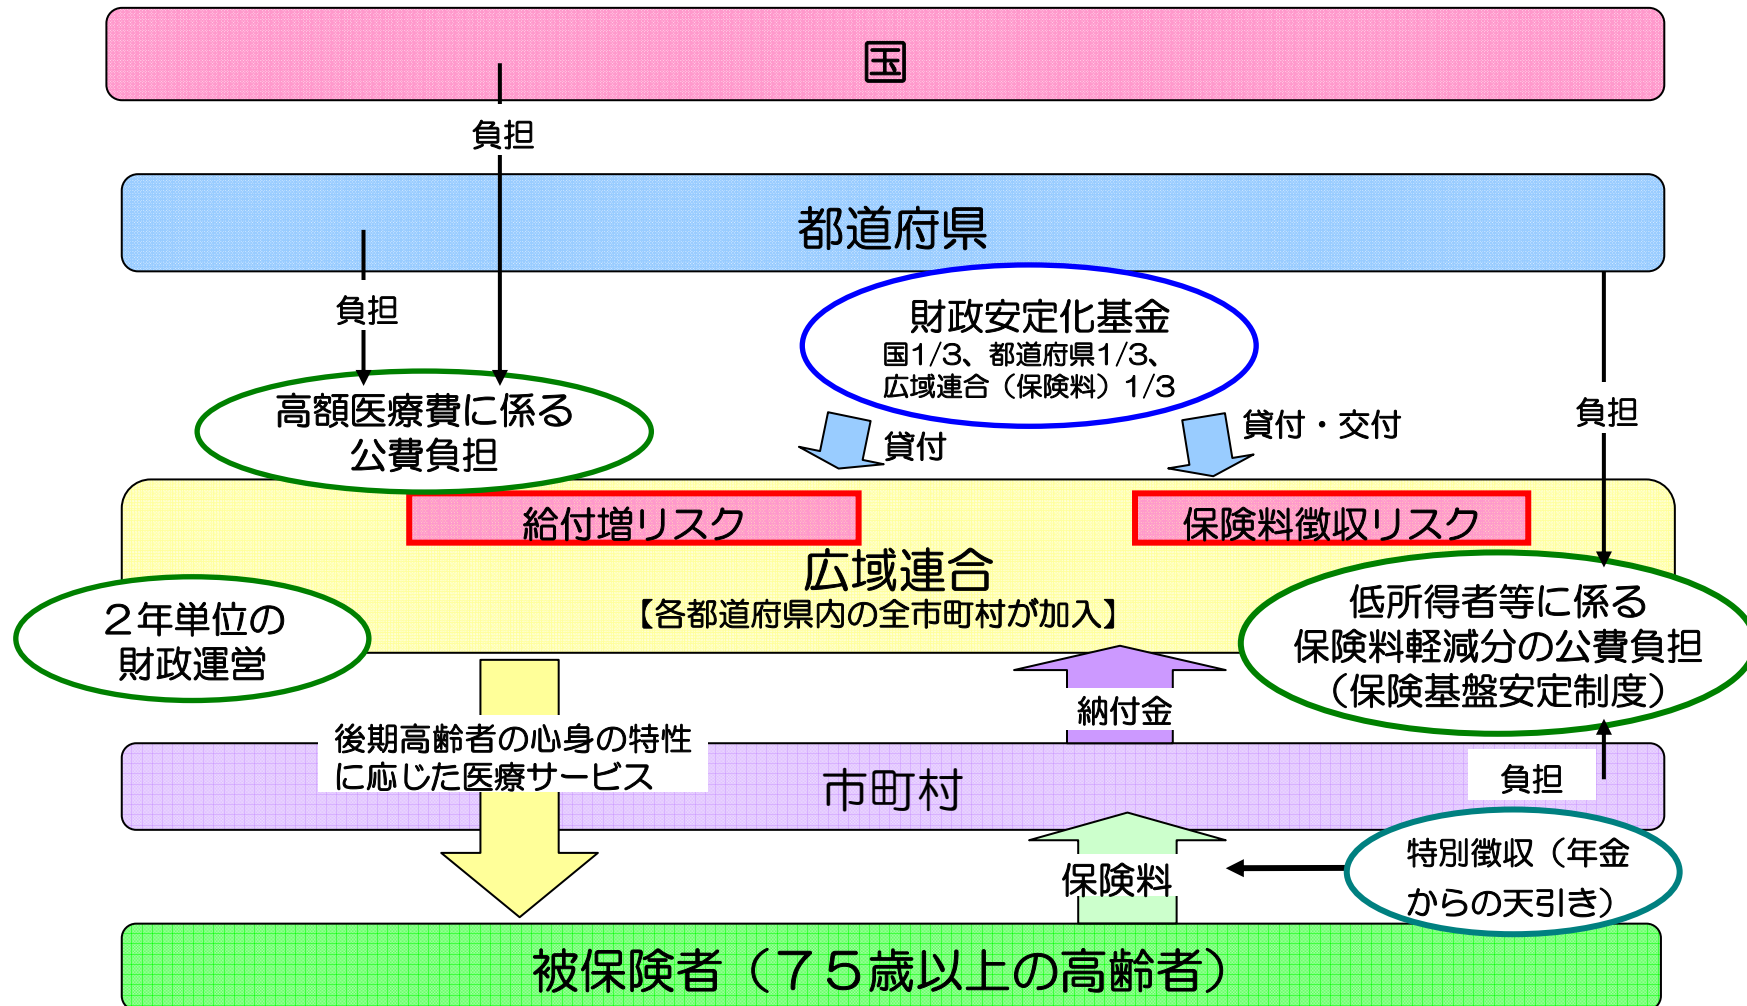 国
負担
都道府県
負担
財政安定化基金
国1/3、都道府県1/3、
広域連合（保険料）1/3
負担
高額医療費に係る
公費負担
貸付
貸付・交付
給付増リスク
保険料徴収リスク
広域連合
【各都道府県内の全市町村が加入】
２年単位の
財政運営
低所得者等に係る
保険料軽減分の公費負担
（保険基盤安定制度）
納付金
後期高齢者の心身の特性
に応じた医療サービス
市町村
負担
保険料
特別徴収（年金
からの天引き）
被保険者（７５歳以上の高齢者）